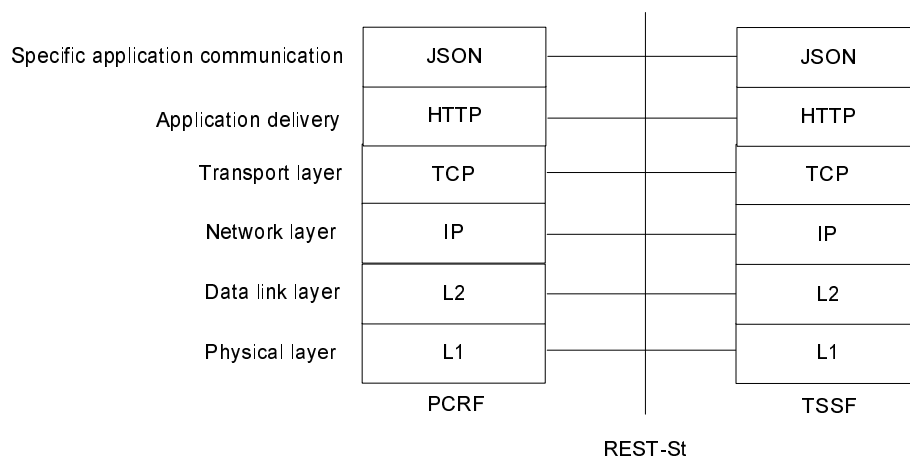 Specific application communication JSON JSON
Application delivery HTTP HTTP
Transport layer TCP TCP
Network layer IP IP
Data link layer L2 L2
Physical layer L1 L1
PCRF TSSF
REST-St